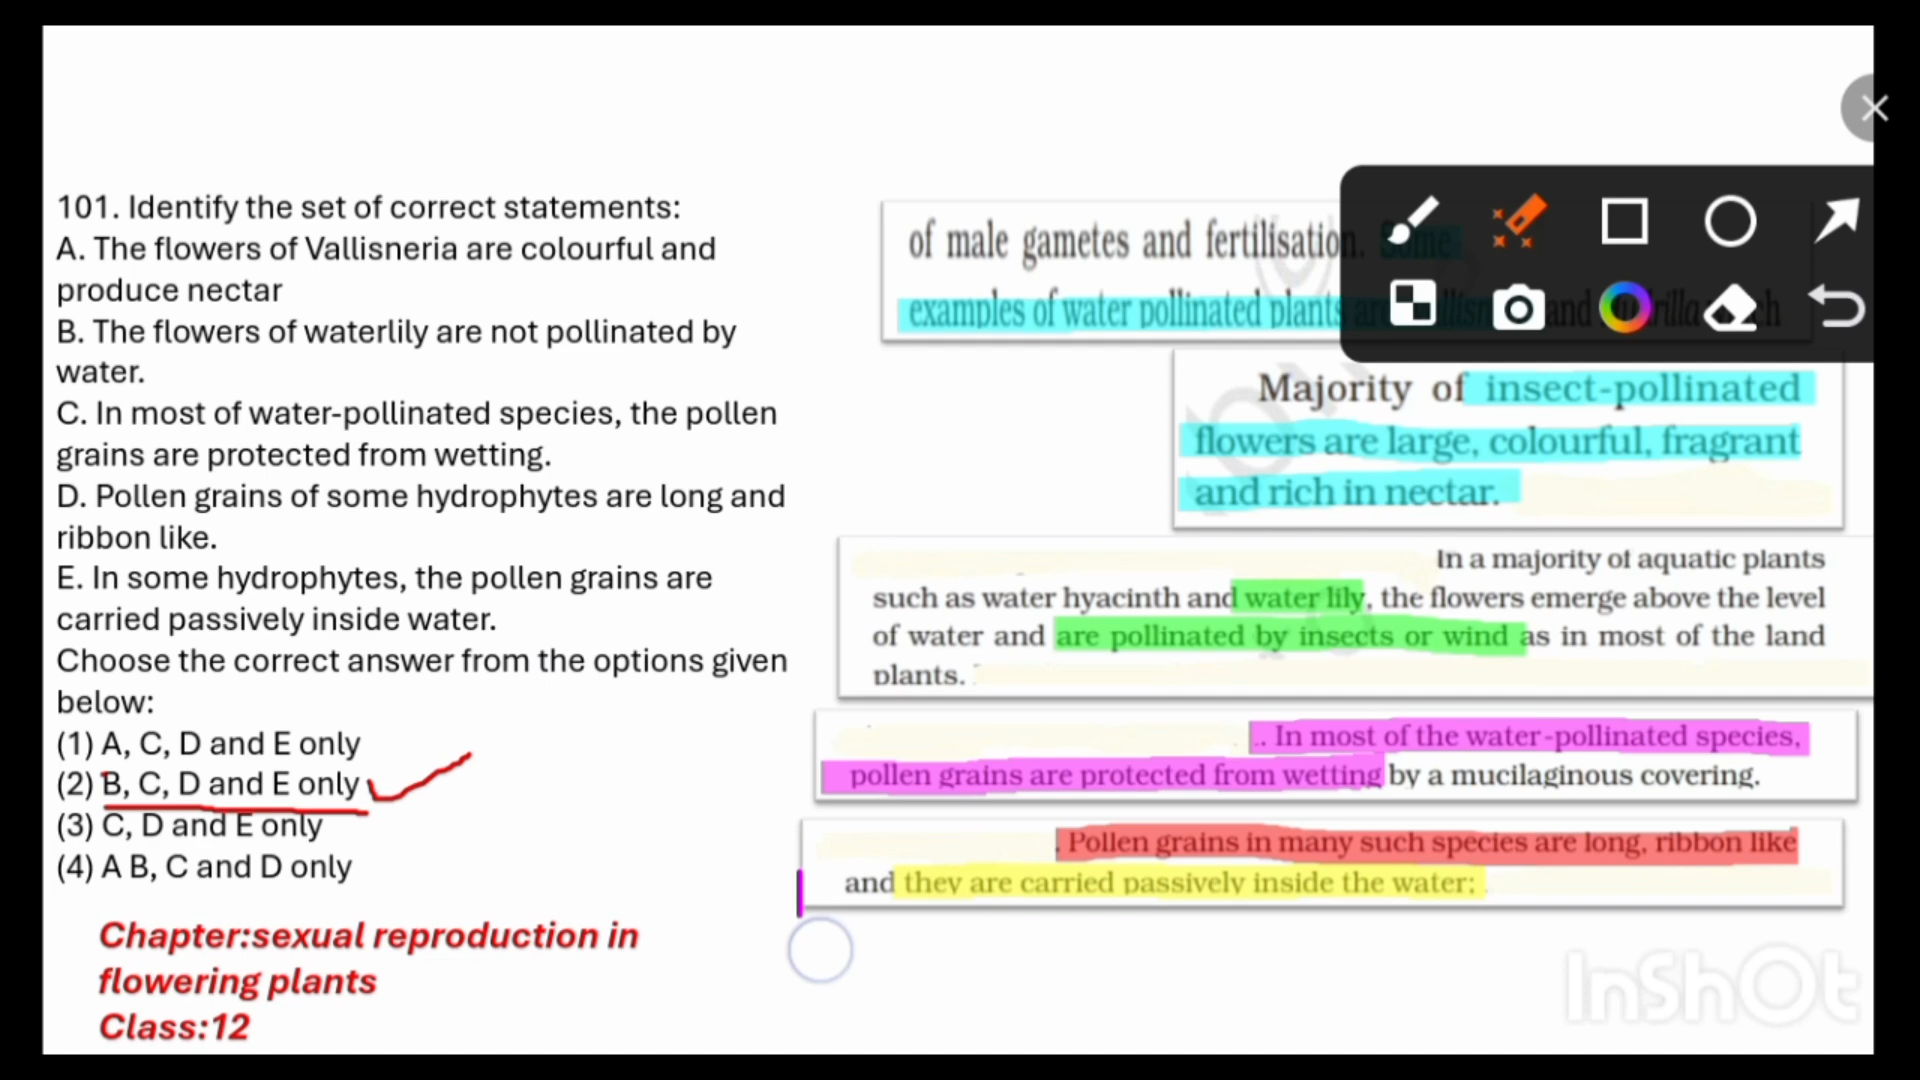 101. Identify the set of correct statements:
A. The flowers of Vallisneria are colourful and
produce nectar
B. The flowers of waterlily are not pollinated by
water.
C. In most of water-pollinated species, the pollen
grains are protected from wetting.
D. Pollen grains of some hydrophytes are long and
ribbon like.
E. In some hydrophytes, the pollen grains are
carried passively inside water.
Choose the correct answer from the options given
below:
(1) A, C, D and E only
(2) B, C, D and E only
(3) C, D and E only
(4) A B, C and D only
Chapter:sexual reproduction in
flowering plants
Class:12
of male gametes and fertilisation. Some
examples of water pollinated plants are and
Majority of insect-pollinated
flowers are large, colourful, fragrant
and rich in nectar.
In a majority of aquatic plants
such as water hyacinth and water lily, the flowers emerge above the level
of water and are pollinated by insects or wind as in most of the land
plants.
. In most of the water-pollinated species,
pollen grains are protected from wetting by a mucilaginous covering.
. Pollen grains in many such species are long, ribbon like
and they are carried passively inside the water;
InShOt